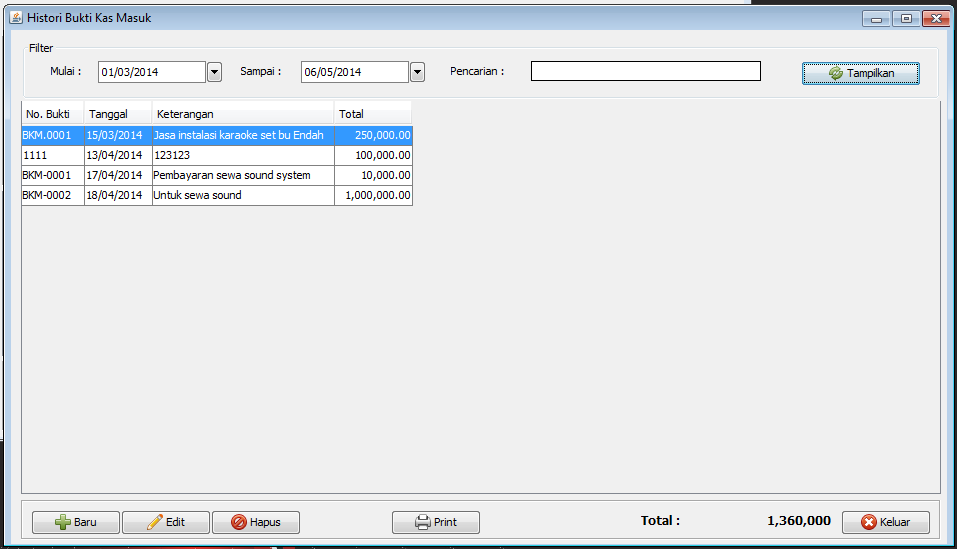 Histori Bukti Kas Masuk
Filter
Mulai : 01/03/2014 Sampai : 06/05/2014 Pencarian : Tampilkan
No. Bukti Tanggal Keterangan Total
BKM.0001 15/03/2014 Jasa instalasi karaoke set bu Endah 250,000.00
1111 13/04/2014 123123 100,000.00
BKM-0001 17/04/2014 Pembayaran sewa sound system 10,000.00
BKM-0002 18/04/2014 Untuk sewa sound 1,000,000.00
Baru Edit Hapus Print Total : 1,360,000 Keluar